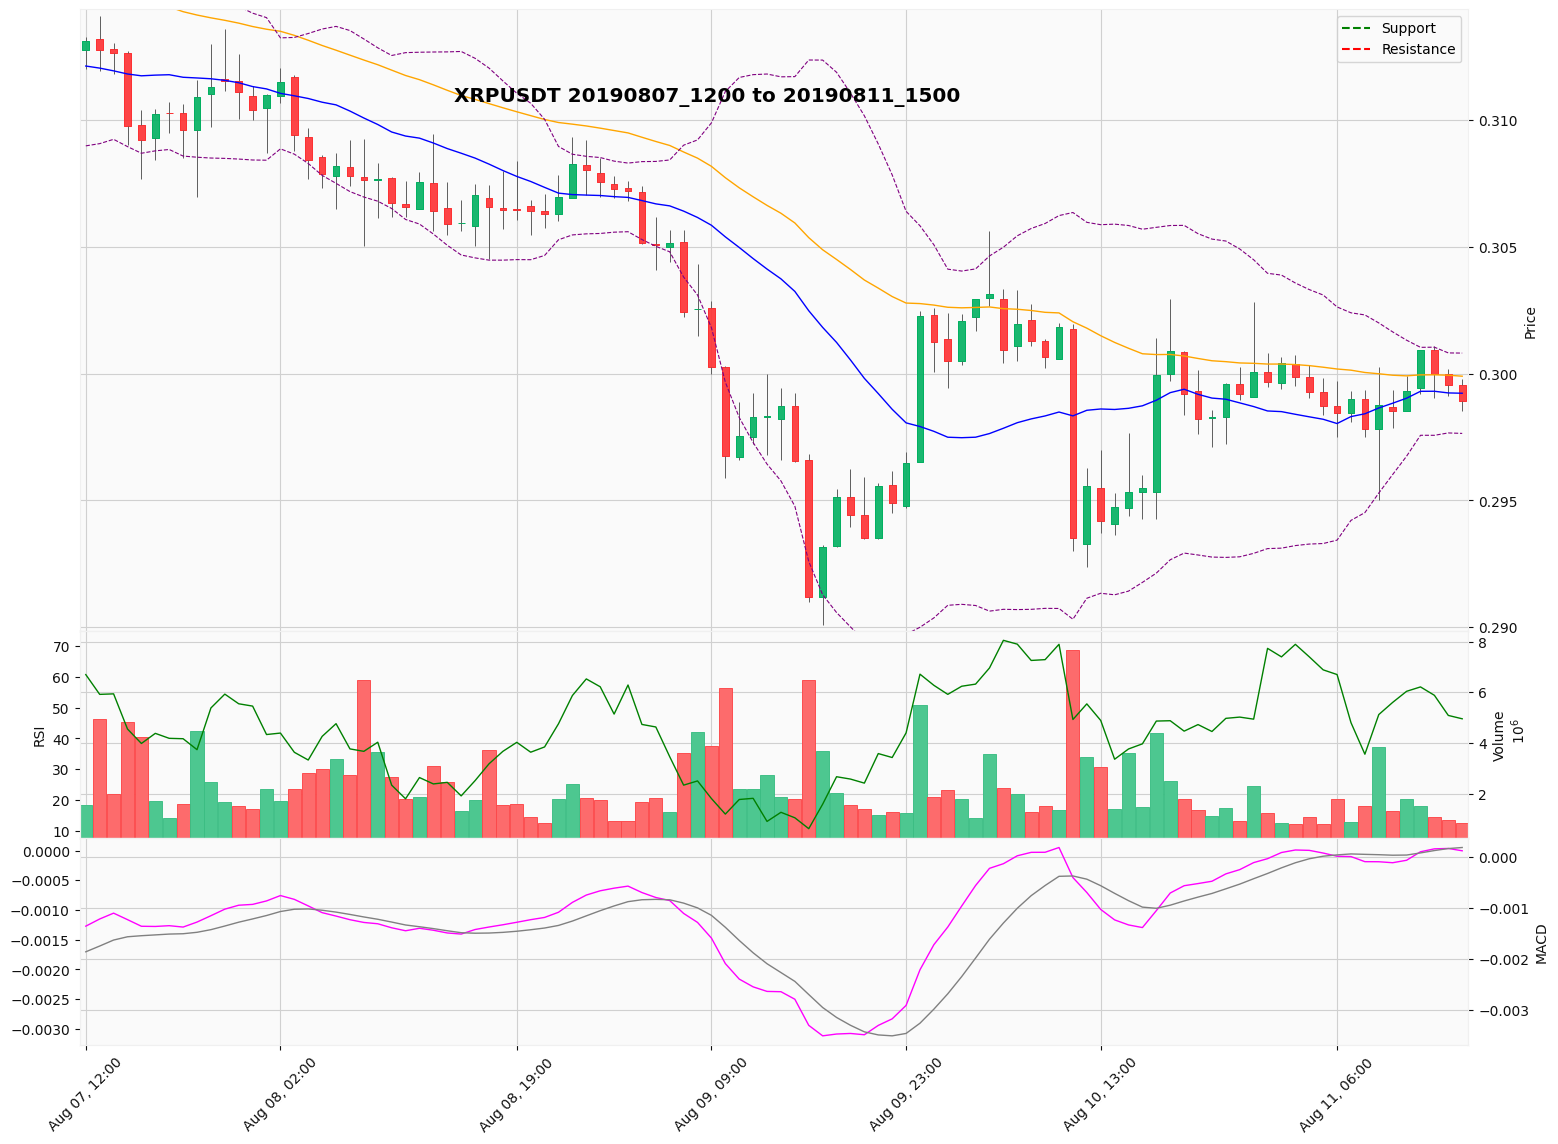 XRPUSDT 20190807_1200 to 20190811_1500
Support
Resistance
0.310
0.305
0.300
0.295
0.290
Price
70
60
50
40
30
20
10
RSI
8
6
4
2
Volume
10^6
0.0000
−0.0005
−0.0010
−0.0015
−0.0020
−0.0025
−0.0030
0.000
−0.001
−0.002
−0.003
MACD
Aug 07, 12:00
Aug 08, 02:00
Aug 08, 19:00
Aug 09, 09:00
Aug 09, 23:00
Aug 10, 13:00
Aug 11, 06:00